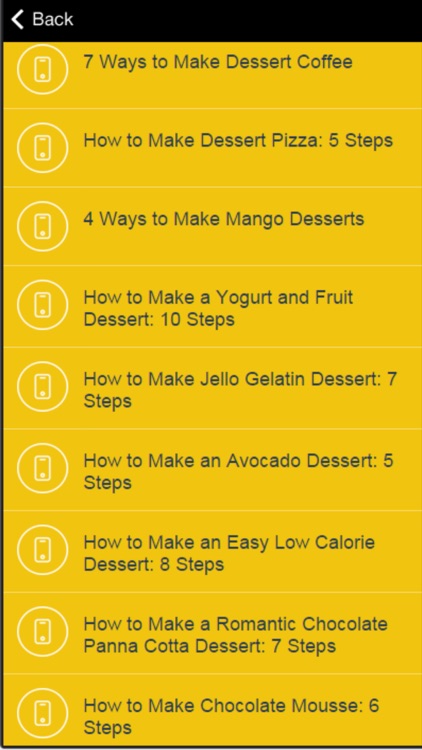 Back
7 Ways to Make Dessert Coffee
How to Make Dessert Pizza: 5 Steps
4 Ways to Make Mango Desserts
How to Make a Yogurt and Fruit
Dessert: 10 Steps
How to Make Jello Gelatin Dessert: 7
Steps
How to Make an Avocado Dessert: 5
Steps
How to Make an Easy Low Calorie
Dessert: 8 Steps
How to Make a Romantic Chocolate
Panna Cotta Dessert: 7 Steps
How to Make Chocolate Mousse: 6
Steps